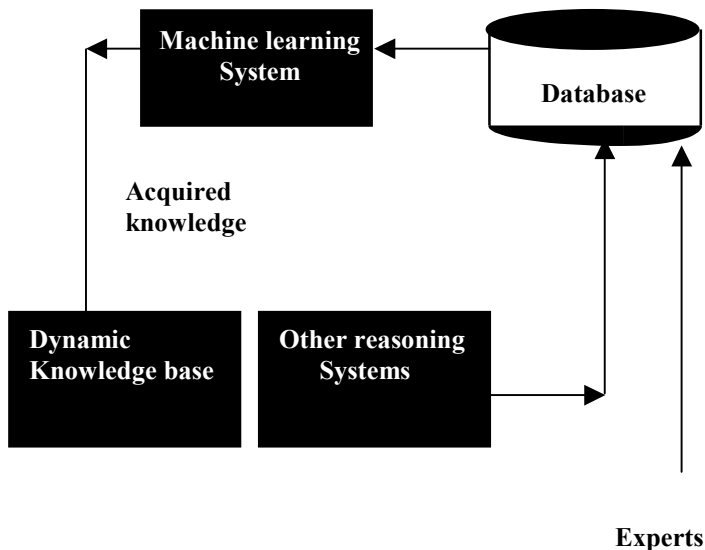 Machine learning
System
Database
Acquired
knowledge
Dynamic
Knowledge base
Other reasoning
Systems
Experts